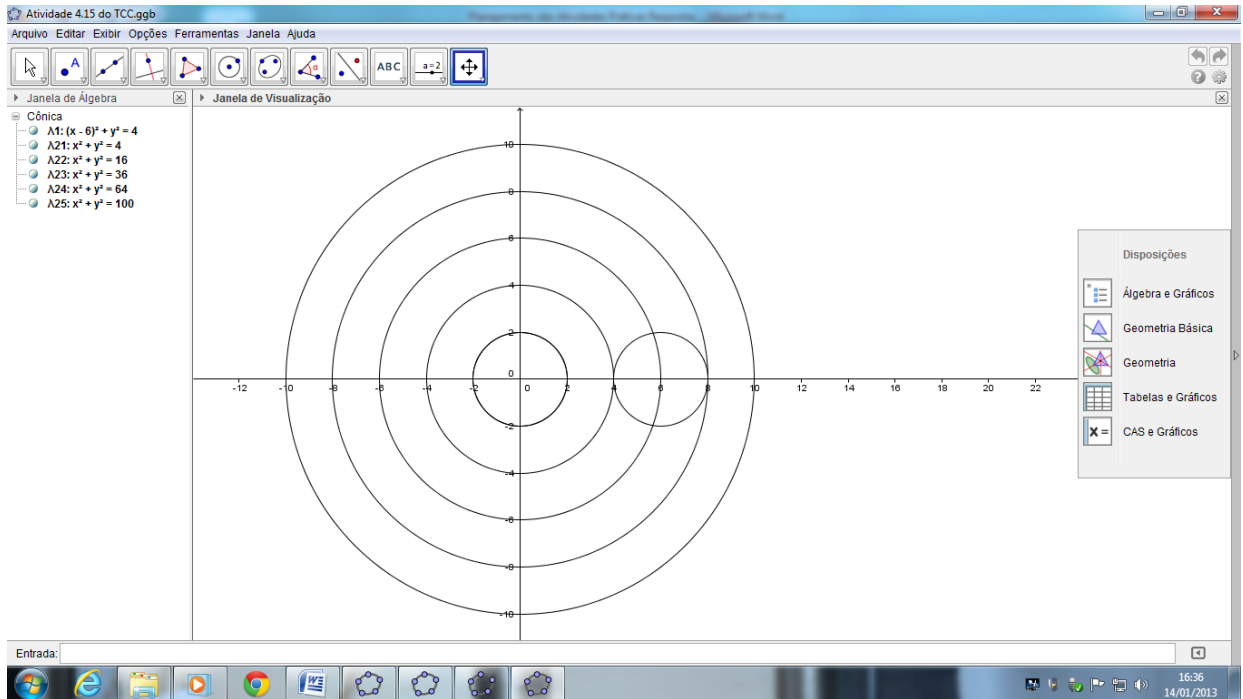 Atividade 4.15 do TCC.ggb
Arquivo Editar Exibir Opções Ferramentas Janela Ajuda
ABC
a=2
Janela de Álgebra
Janela de Visualização
Cônica
λ1: (x - 6)² + y² = 4
λ21: x² + y² = 4
λ22: x² + y² = 16
λ23: x² + y² = 36
λ24: x² + y² = 64
λ25: x² + y² = 100
10
8
6
4
2
0
-2
-4
-6
-8
-10
-12 -10 -8 -6 -4 -2 0 2 4 6 8 10 12 14 16 18 20 22
Disposições
Álgebra e Gráficos
Geometria Básica
Geometria
Tabelas e Gráficos
X =
CAS e Gráficos
Entrada:
16:36
14/01/2013